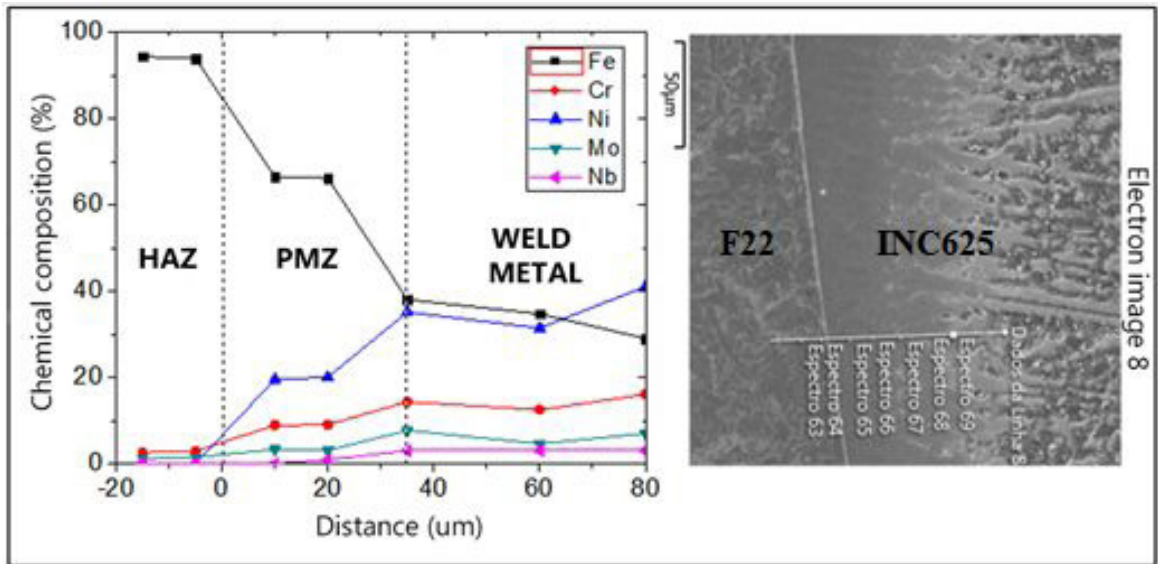 100
80
60
40
20
0
-20
0
20
40
60
80
Chemical composition (%)
Distance (um)
Fe
Cr
Ni
Mo
Nb
HAZ
PMZ
WELD
METAL
50µm
F22
INC625
Espectro 63
Espectro 64
Espectro 65
Espectro 66
Espectro 67
Espectro 68
Espectro 69
Dados da Linha 8
Electron image 8